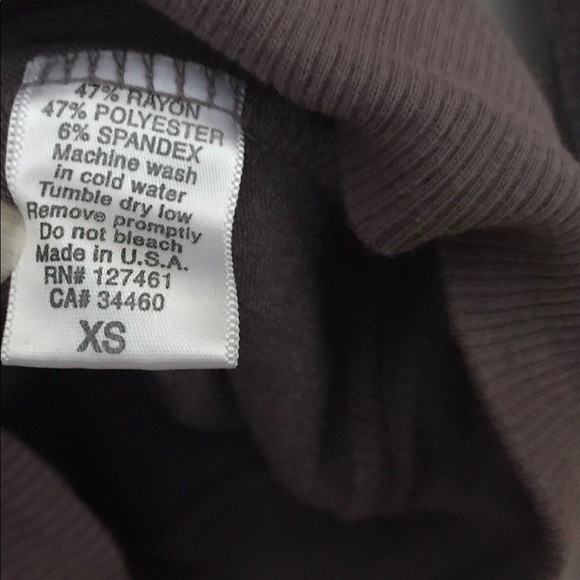 47% RAYON
47% POLYESTER
6% SPANDEX
Machine wash
in cold water
Tumble dry low
Remove promptly
Do not bleach
Made in U.S.A.
RN# 127461
CA# 34460
XS